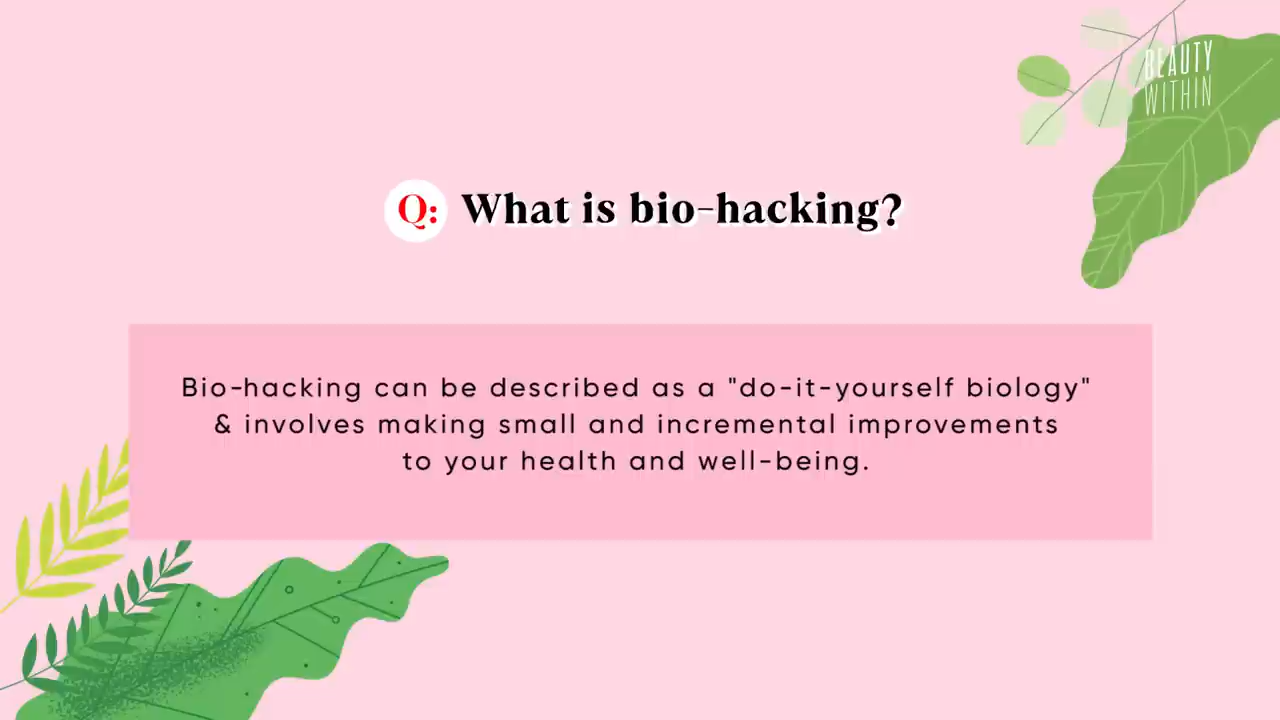 BEAUTY
WITHIN
Q: What is bio-hacking?
Bio-hacking can be described as a "do-it-yourself biology"
& involves making small and incremental improvements
to your health and well-being.